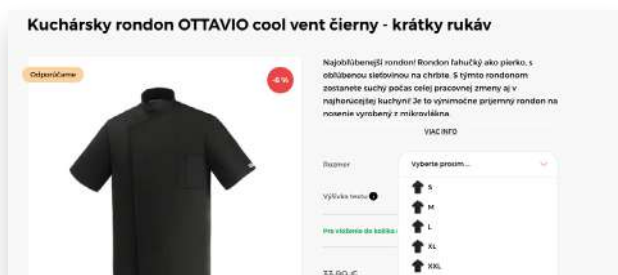 Kuchársky rondon OTTAVIO cool vent čierny - krátky rukáv
Odporúčame
-6 %
Najobľúbenejší rondon! Rondon ľahučký ako pierko, s
obľúbenou sieťovinou na chrbte. S týmto rondonom
zostanete suchý počas celej pracovnej zmeny aj v
najhorúcejšej kuchyni! Je to výnimočne príjemný rondon na
nosenie vyrobený z mikrovlákna.
VIAC INFO
Rozmer
Vyberte prosím...
S
Výšivka textu
M
L
Pre vloženie do košíka
XL
XXL
33,90 €